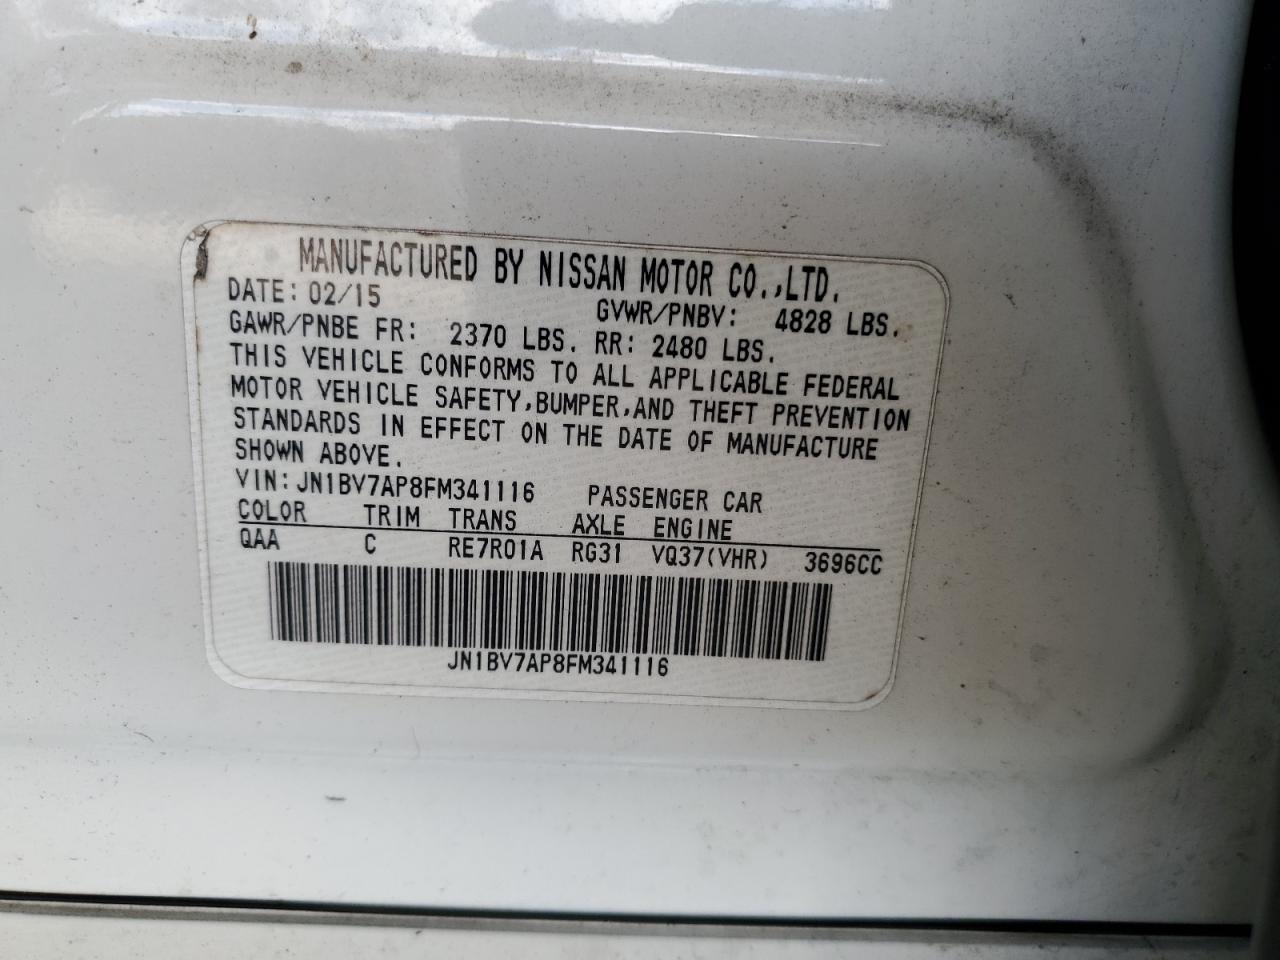 MANUFACTURED BY NISSAN MOTOR CO.,LTD.
DATE: 02/15 GVWR/PNBV: 4828 LBS.
GAWR/PNBE FR: 2370 LBS. RR: 2480 LBS.
THIS VEHICLE CONFORMS TO ALL APPLICABLE FEDERAL
MOTOR VEHICLE SAFETY,BUMPER,AND THEFT PREVENTION
STANDARDS IN EFFECT ON THE DATE OF MANUFACTURE
SHOWN ABOVE.
VIN: JN1BV7AP8FM341116 PASSENGER CAR
COLOR TRIM TRANS AXLE ENGINE
QAA C RE7R01A RG31 VQ37(VHR) 3696CC
JN1BV7AP8FM341116